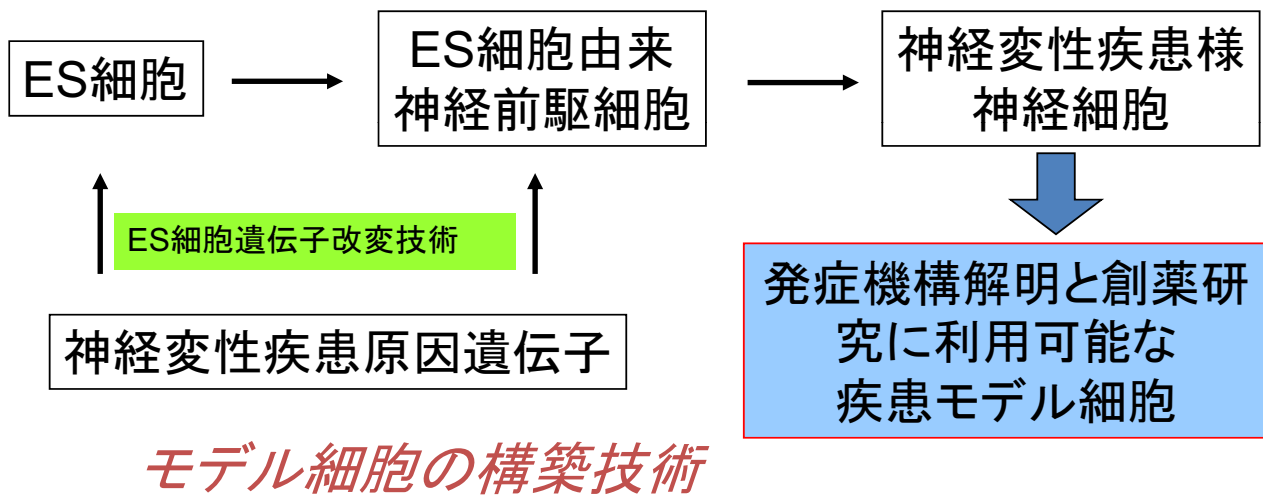 ES細胞
ES細胞由来
神経前駆細胞
神経変性疾患様
神経細胞
ES細胞遺伝子改変技術
神経変性疾患原因遺伝子
発症機構解明と創薬研
究に利用可能な
疾患モデル細胞
モデル細胞の構築技術